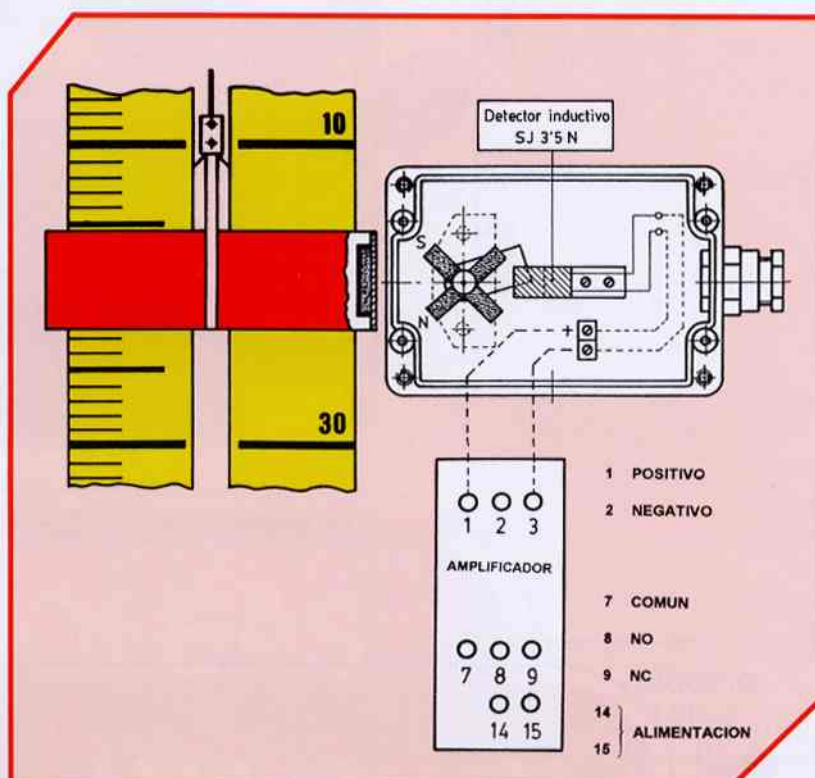 10
30
Detector inductivo
SJ 3'5 N
S
N
+
-
1 2 3
AMPLIFICADOR
7 8 9
14 15
1 POSITIVO
2 NEGATIVO
7 COMUN
8 NO
9 NC
14
15
ALIMENTACION